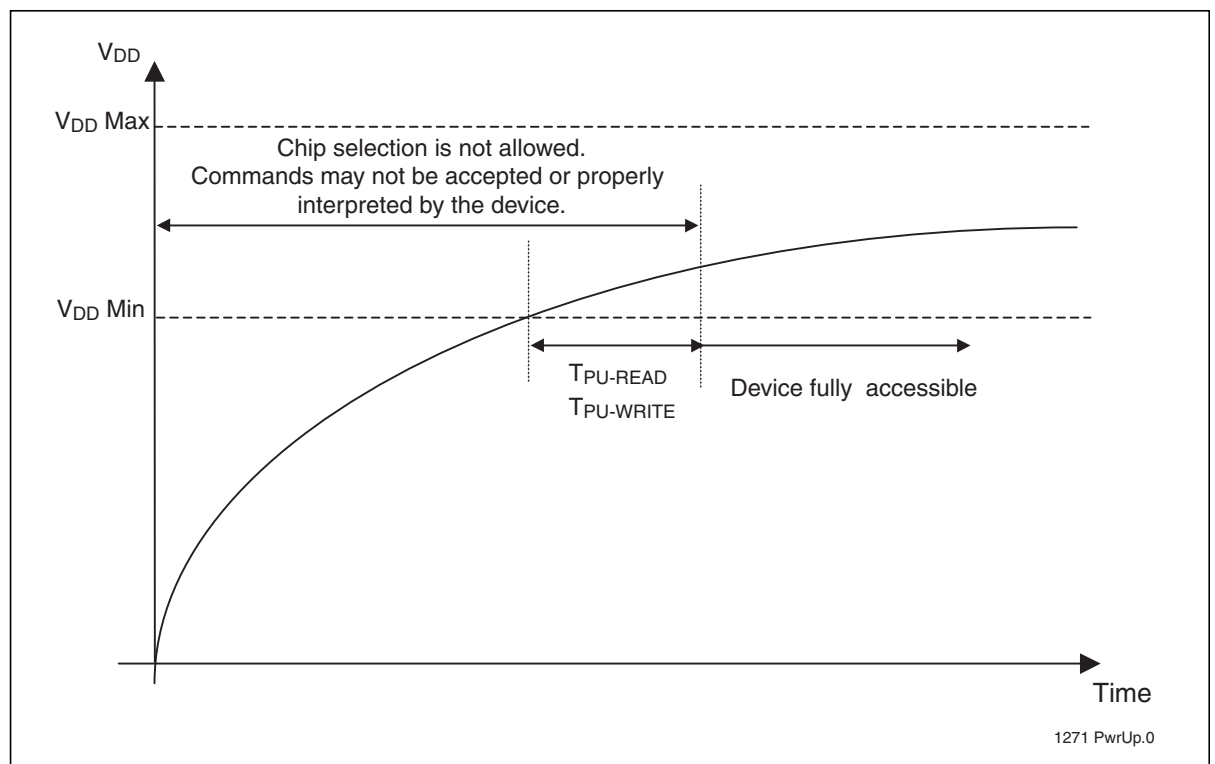 VDD
VDD Max
Chip selection is not allowed.
Commands may not be accepted or properly
interpreted by the device.
VDD Min
TPU-READ
TPU-WRITE
Device fully accessible
Time
1271 PwrUp.0